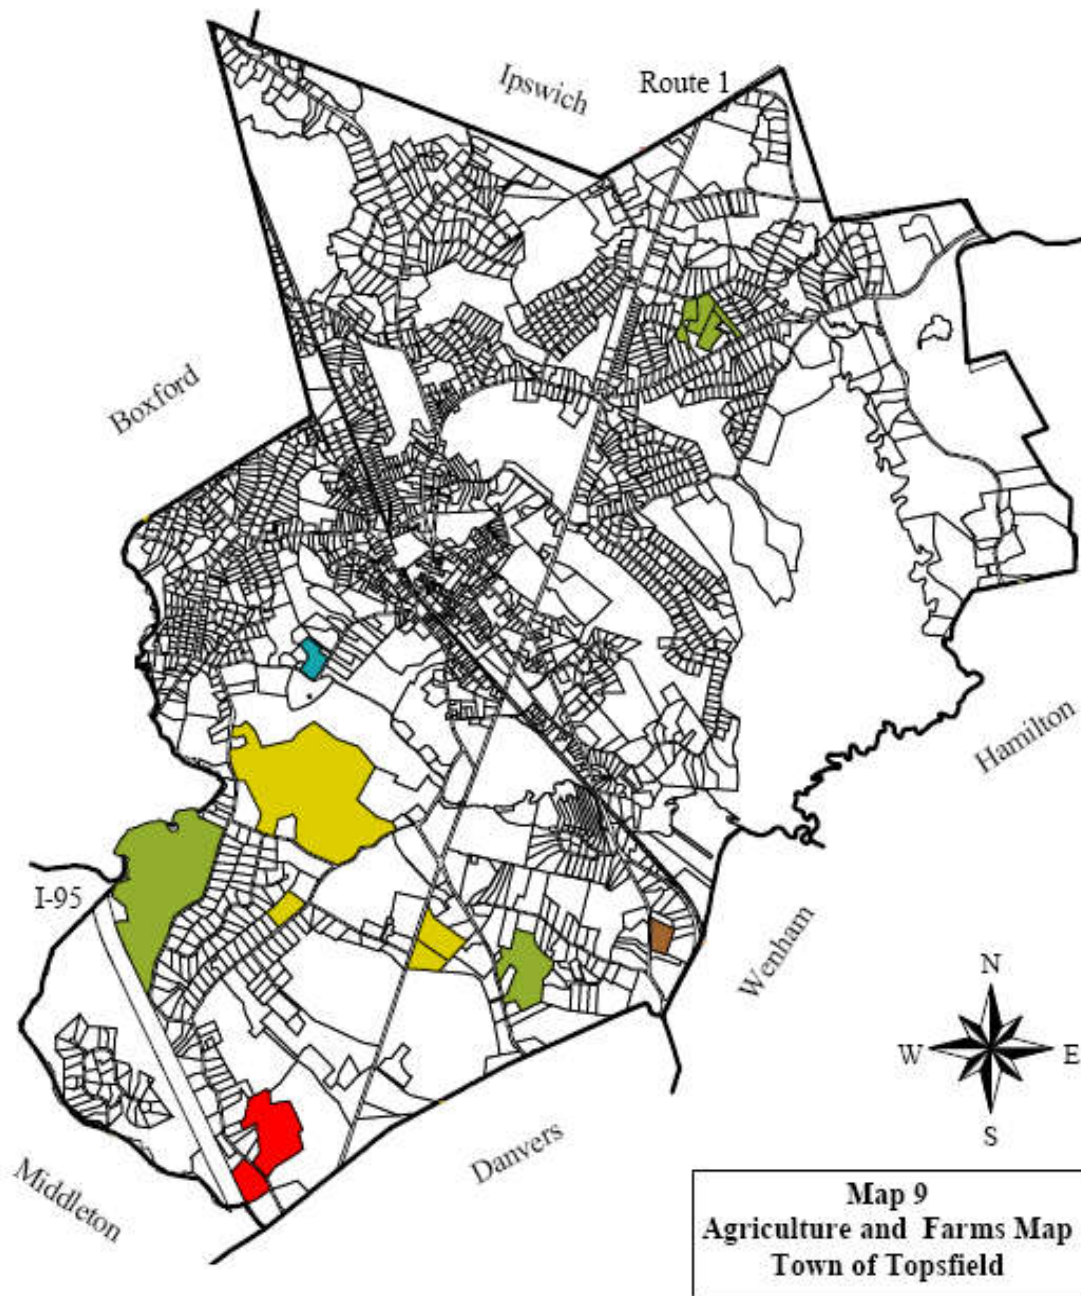 Ipswich
Route 1
Boxford
Hamilton
I-95
Wenham
N
W E
S
Danvers
Middleton
Map 9
Agriculture and Farms Map
Town of Topsfield